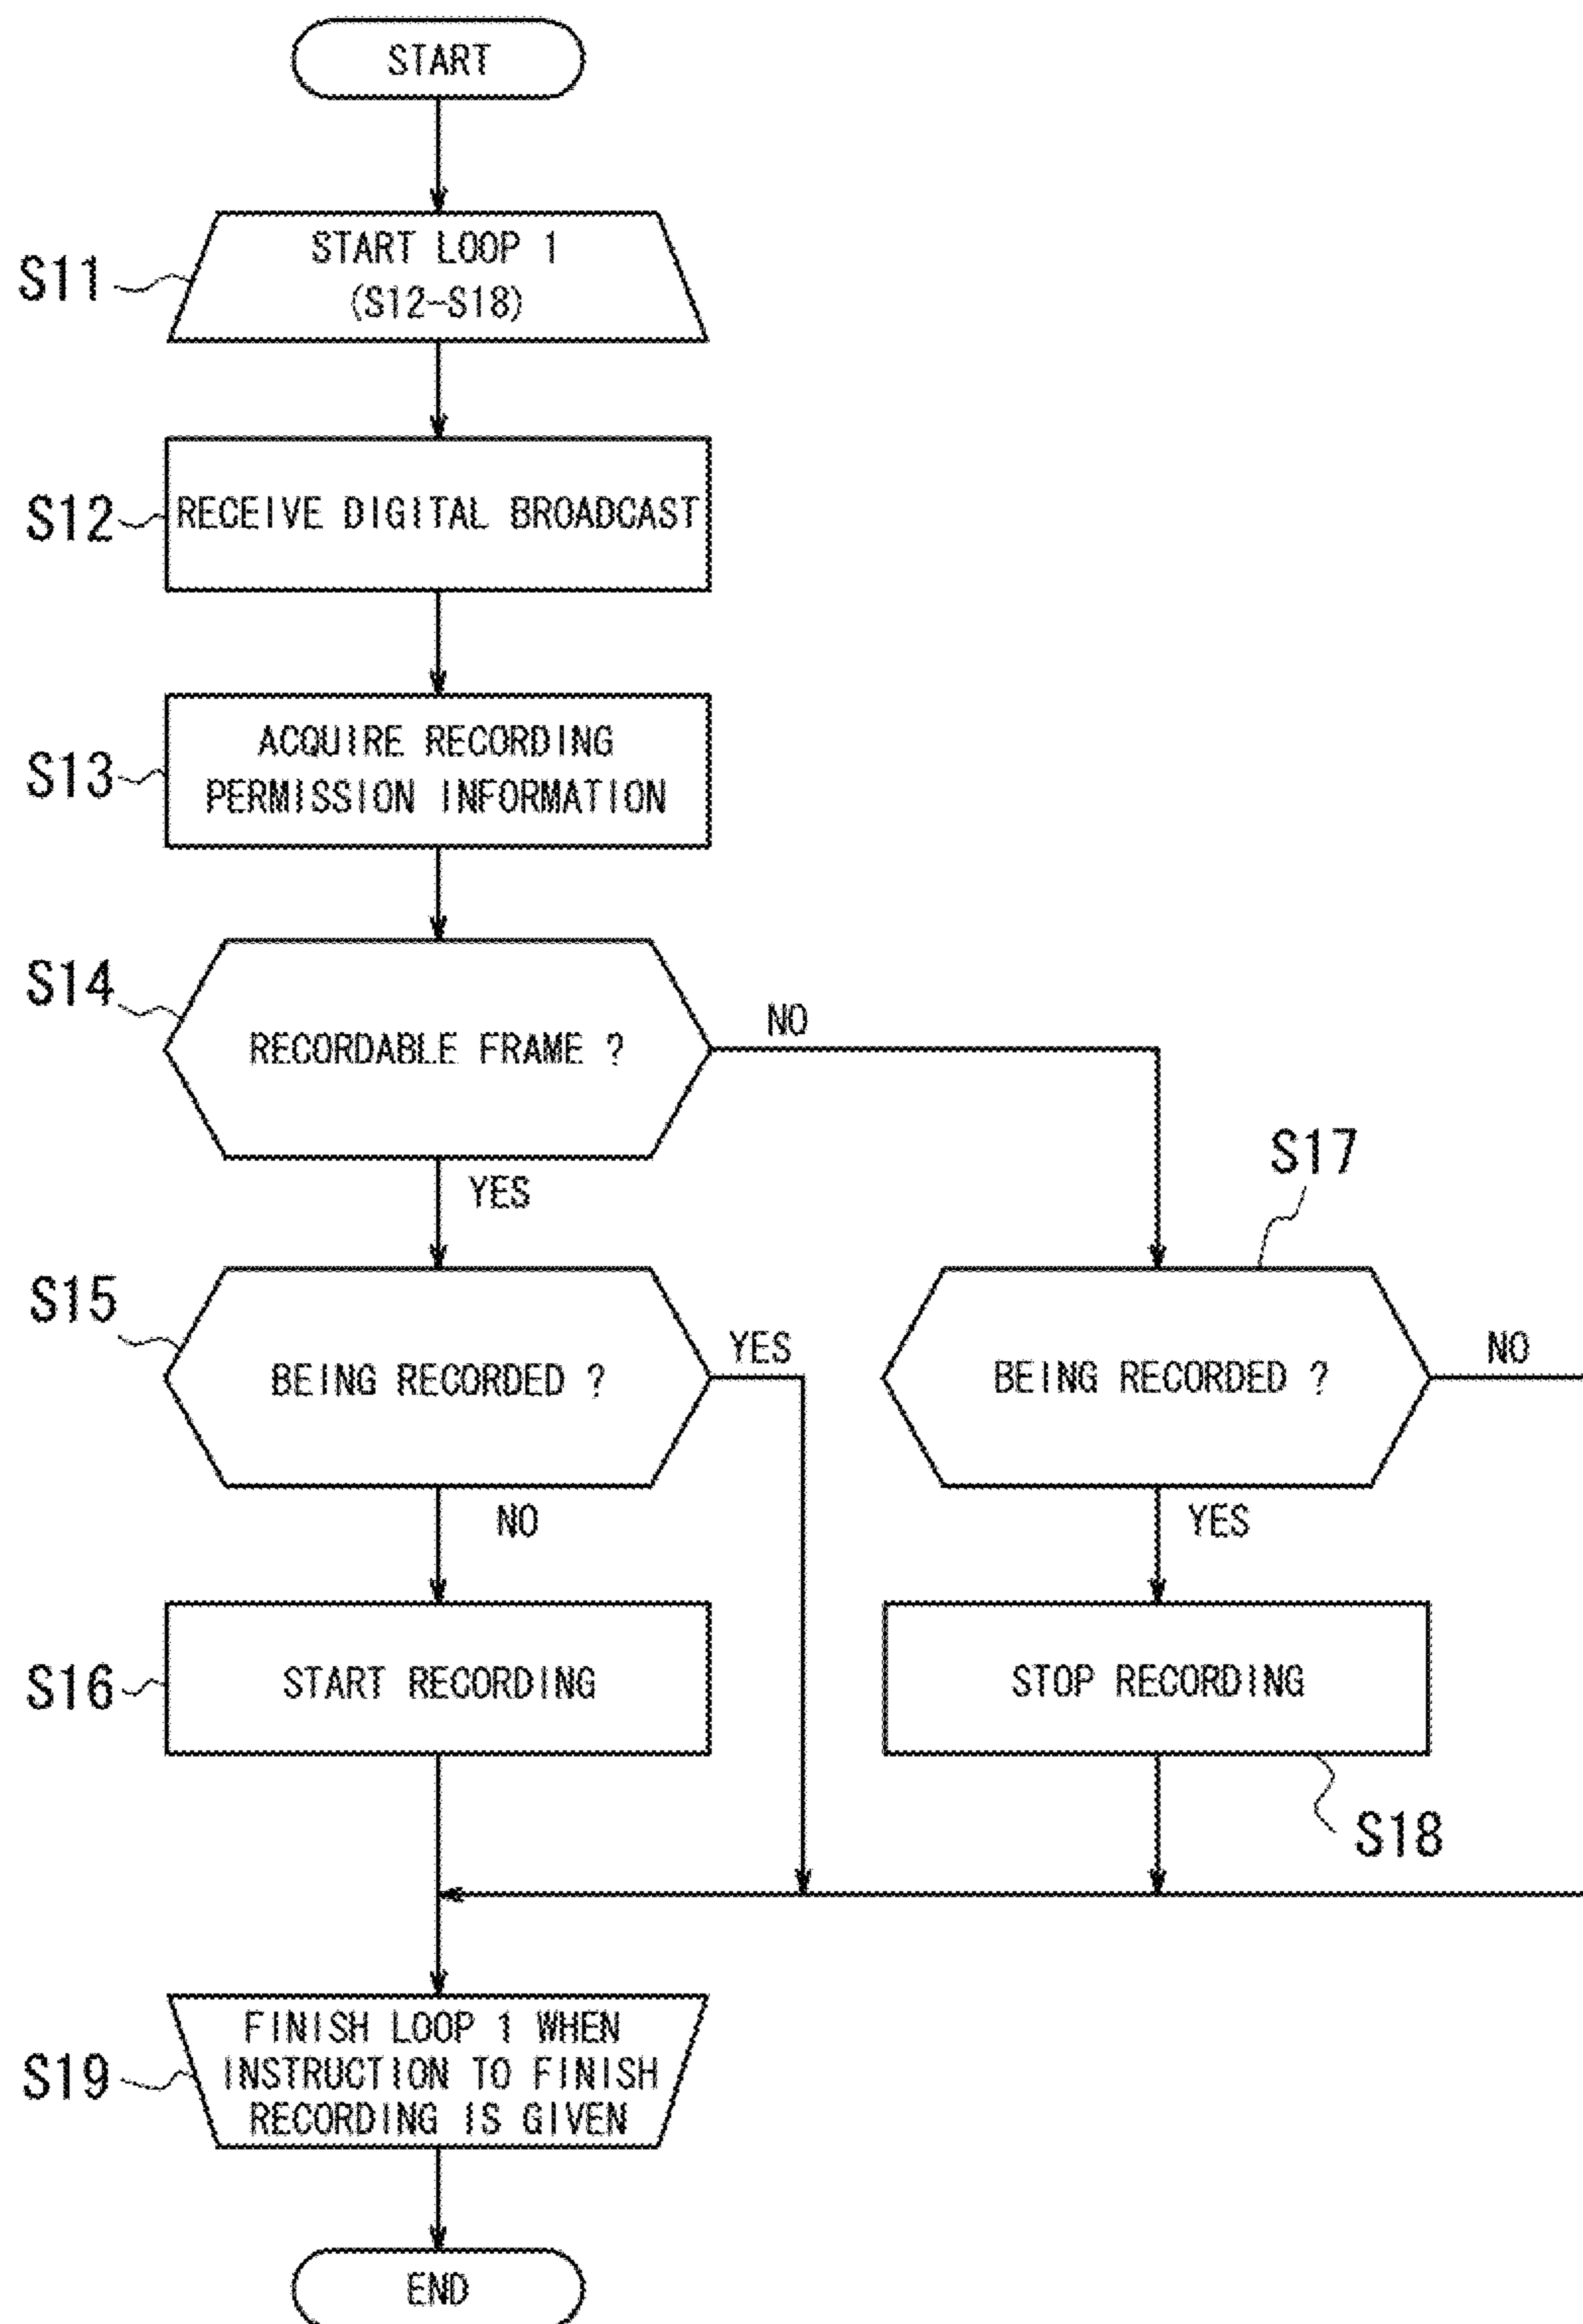 START
S11
START LOOP 1
(S12-S18)
S12
RECEIVE DIGITAL BROADCAST
S13
ACQUIRE RECORDING
PERMISSION INFORMATION
S14
RECORDABLE FRAME ?
NO
YES
S17
S15
BEING RECORDED ?
YES
BEING RECORDED ?
NO
NO
YES
S16
START RECORDING
STOP RECORDING
S18
S19
FINISH LOOP 1 WHEN
INSTRUCTION TO FINISH
RECORDING IS GIVEN
END